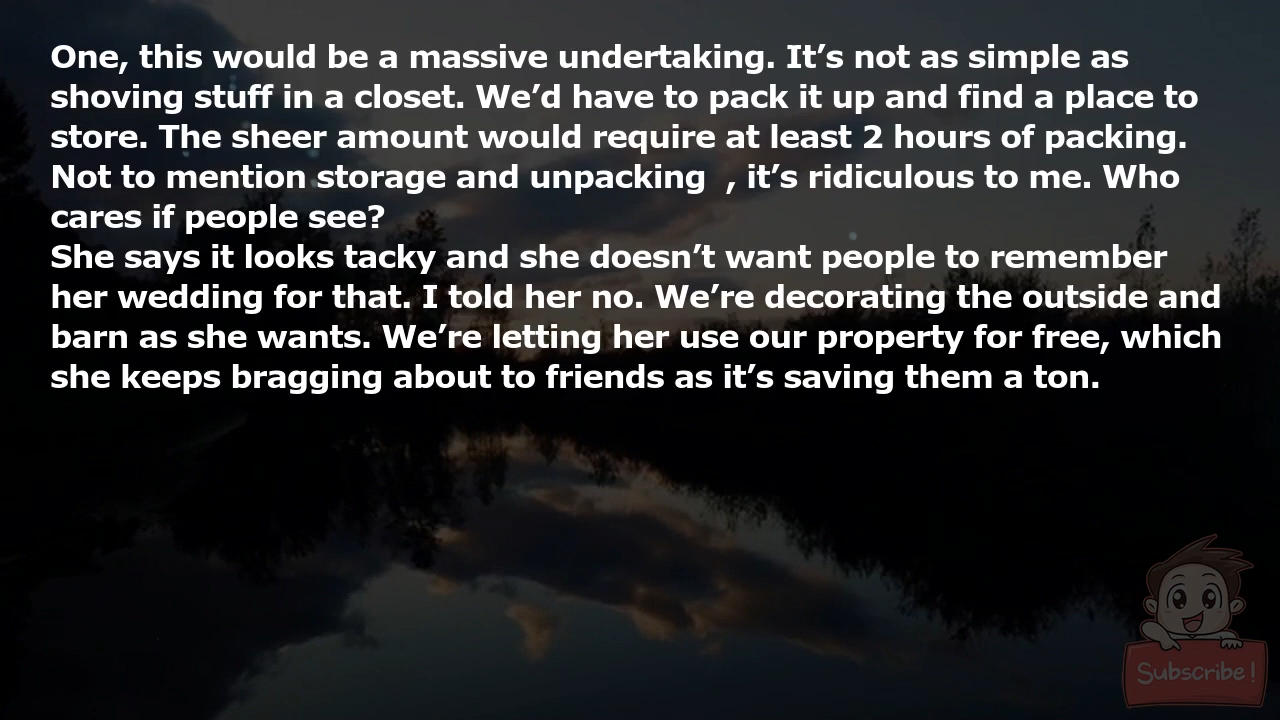 One, this would be a massive undertaking. It’s not as simple as
shoving stuff in a closet. We’d have to pack it up and find a place to
store. The sheer amount would require at least 2 hours of packing.
Not to mention storage and unpacking  , it’s ridiculous to me. Who
cares if people see?
She says it looks tacky and she doesn’t want people to remember
her wedding for that. I told her no. We’re decorating the outside and
barn as she wants. We’re letting her use our property for free, which
she keeps bragging about to friends as it’s saving them a ton.
Subscribe!